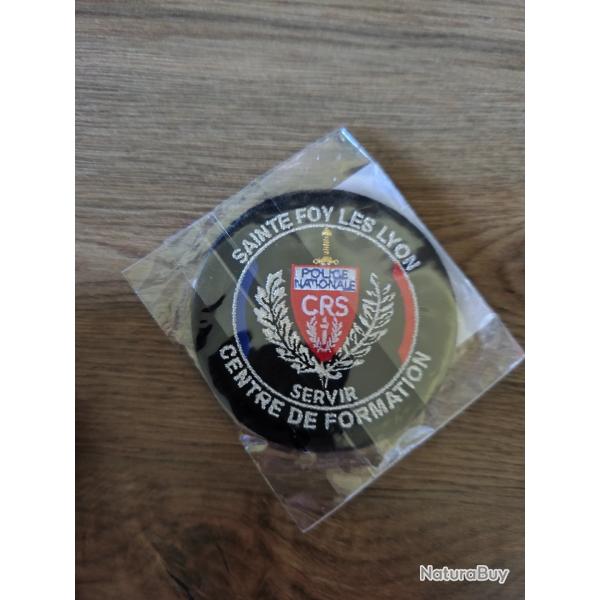 SAINTE FOY LES LYON
POLICE
NATIONALE
CRS
SERVIR
CENTRE DE FORMATION
NaturaBuy